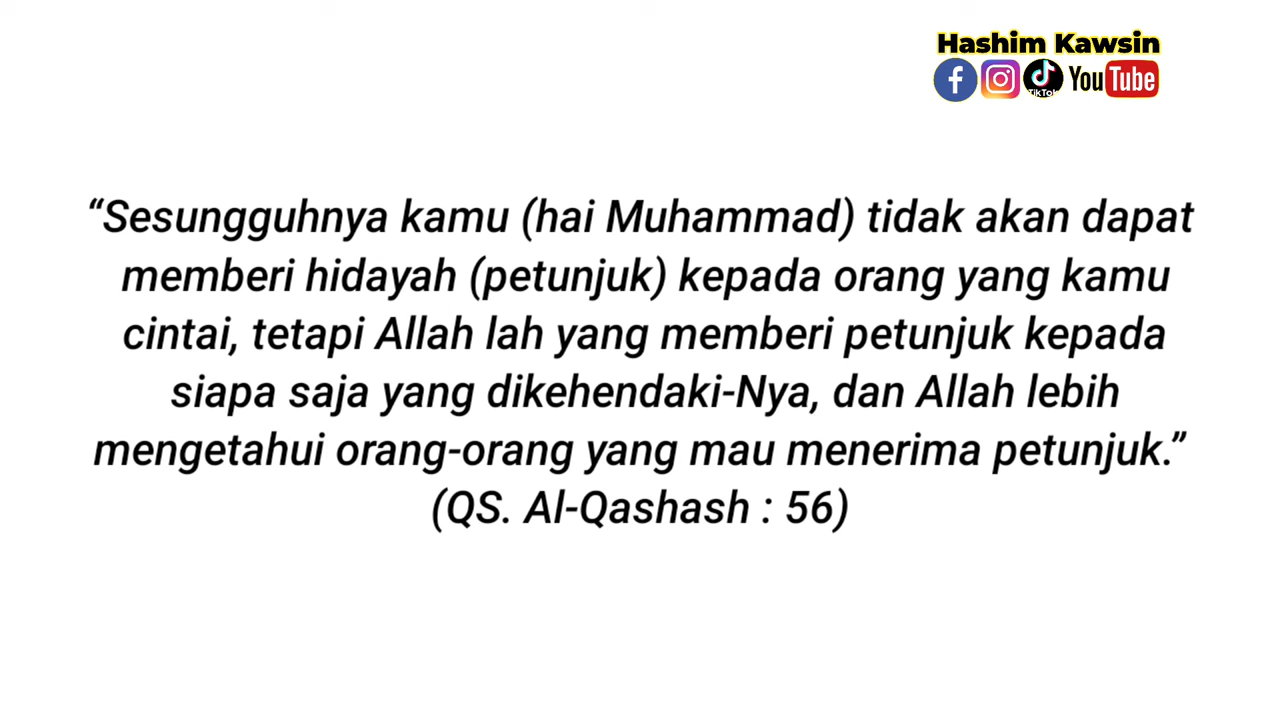 Hashim Kawsin
TikTok
YouTube
“Sesungguhnya kamu (hai Muhammad) tidak akan dapat
memberi hidayah (petunjuk) kepada orang yang kamu
cintai, tetapi Allah lah yang memberi petunjuk kepada
siapa saja yang dikehendaki-Nya, dan Allah lebih
mengetahui orang-orang yang mau menerima petunjuk.”
(QS. Al-Qashash : 56)